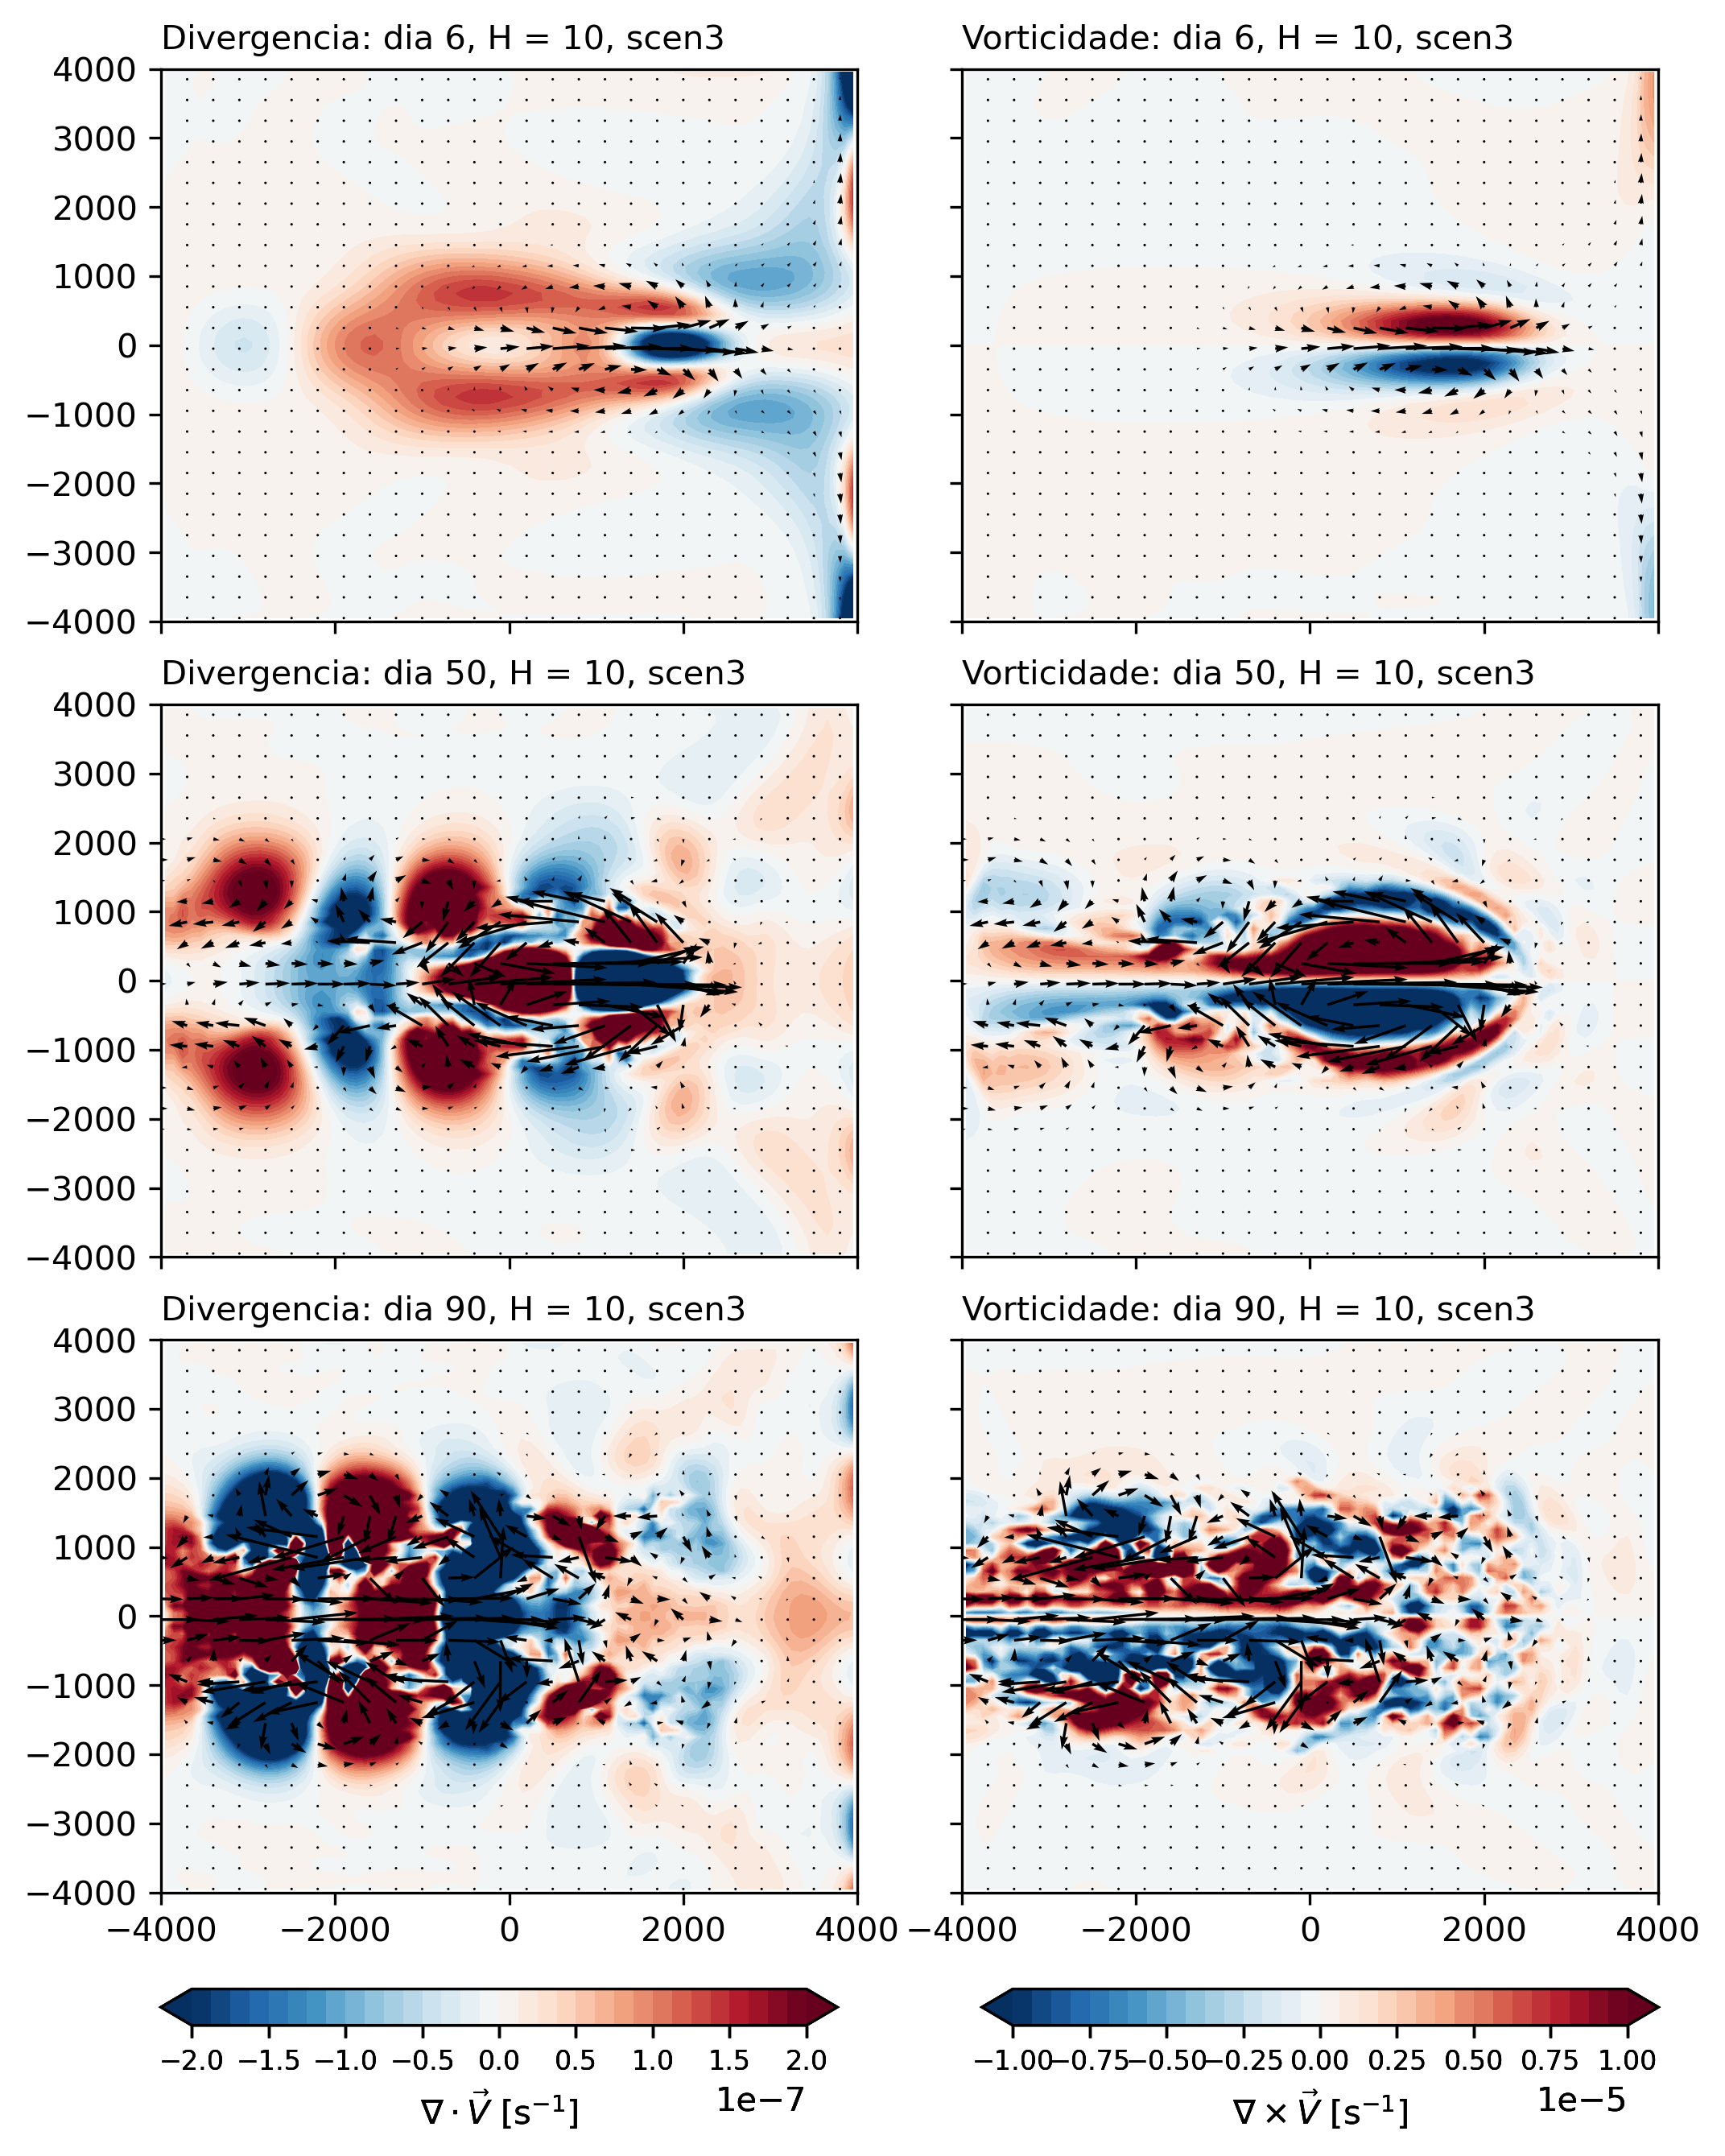 Divergencia: dia 6, H = 10, scen3
Vorticidade: dia 6, H = 10, scen3
4000
3000
2000
1000
0
−1000
−2000
−3000
−4000
Divergencia: dia 50, H = 10, scen3
Vorticidade: dia 50, H = 10, scen3
4000
3000
2000
1000
0
−1000
−2000
−3000
−4000
Divergencia: dia 90, H = 10, scen3
Vorticidade: dia 90, H = 10, scen3
4000
3000
2000
1000
0
−1000
−2000
−3000
−4000
−4000 −2000 0 2000 4000
−4000 −2000 0 2000 4000
−2.0 −1.5 −1.0 −0.5 0.0 0.5 1.0 1.5 2.0
1e−7
∇ · V⃗ [s⁻¹]
−1.00 −0.75 −0.50 −0.25 0.00 0.25 0.50 0.75 1.00
1e−5
∇ × V⃗ [s⁻¹]